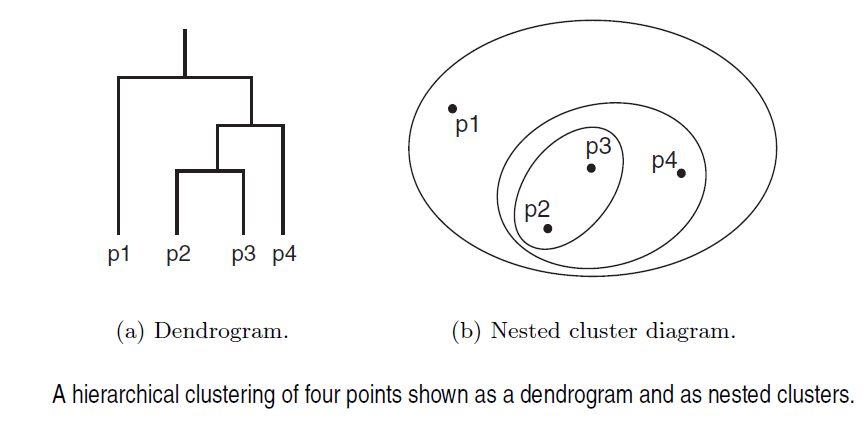 p1 p2 p3 p4
p1
p3
p4
p2
(a) Dendrogram.
(b) Nested cluster diagram.
A hierarchical clustering of four points shown as a dendrogram and as nested clusters.